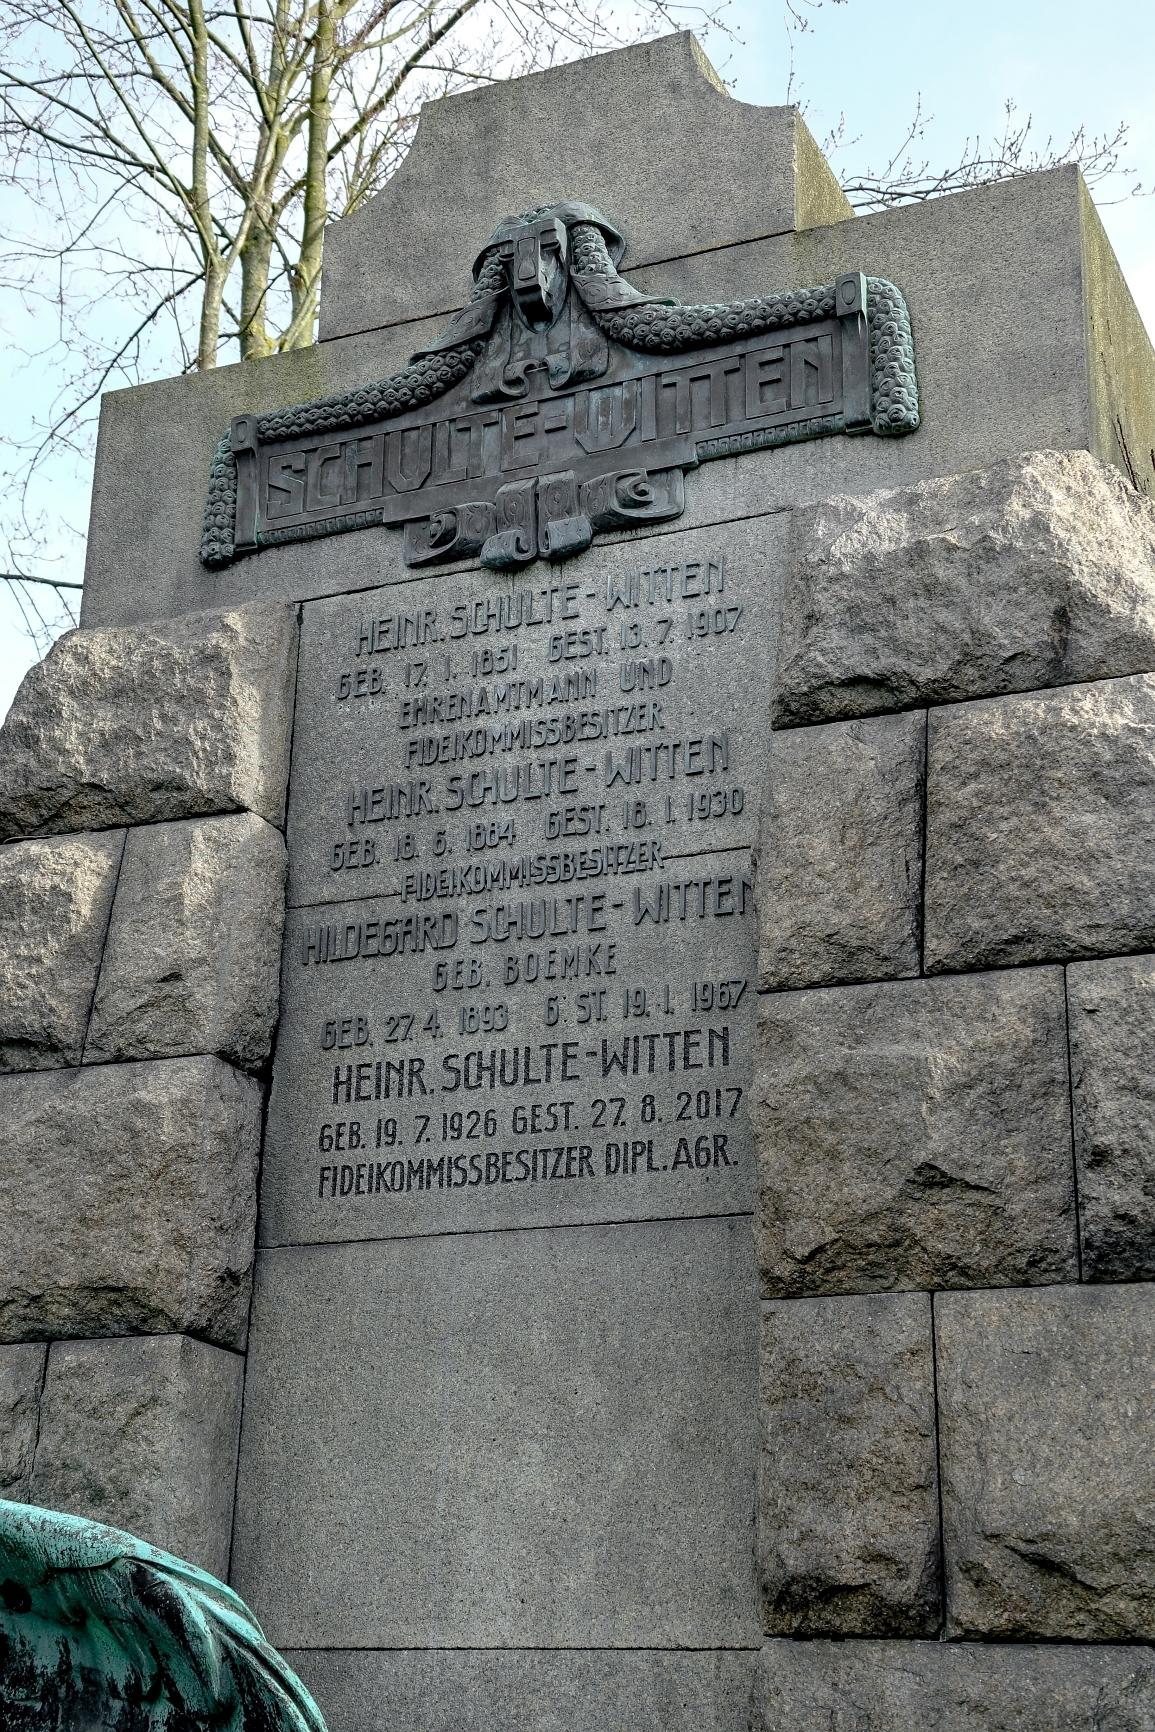 SCHULTE-WITTEN
HEINR. SCHULTE-WITTEN
GEB. 17. 1. 1851 GEST. 13. 7. 1907
EHRENAMTMANN UND
FIDEIKOMMISSBESITZER
HEINR. SCHULTE-WITTEN
GEB. 18. 6. 1884 GEST. 18. 1. 1930
FIDEIKOMMISSBESITZER
HILDEGARD SCHULTE-WITTEN
GEB. BOEMKE
GEB. 27. 4. 1893 G ST. 19. 1. 1967
HEINR. SCHULTE-WITTEN
GEB. 19. 7. 1926 GEST. 27. 8. 2017
FIDEIKOMMISSBESITZER DIPL. AGR.